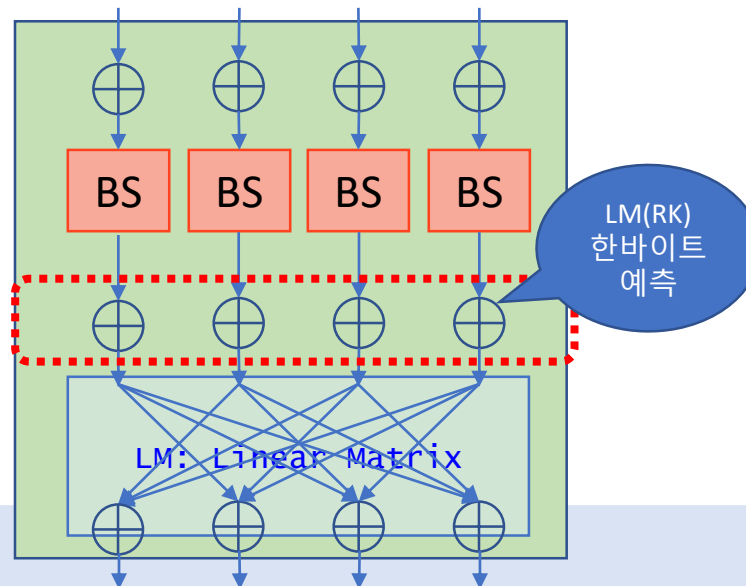 BS BS BS BS
LM(RK)
한바이트
예측
LM: Linear Matrix